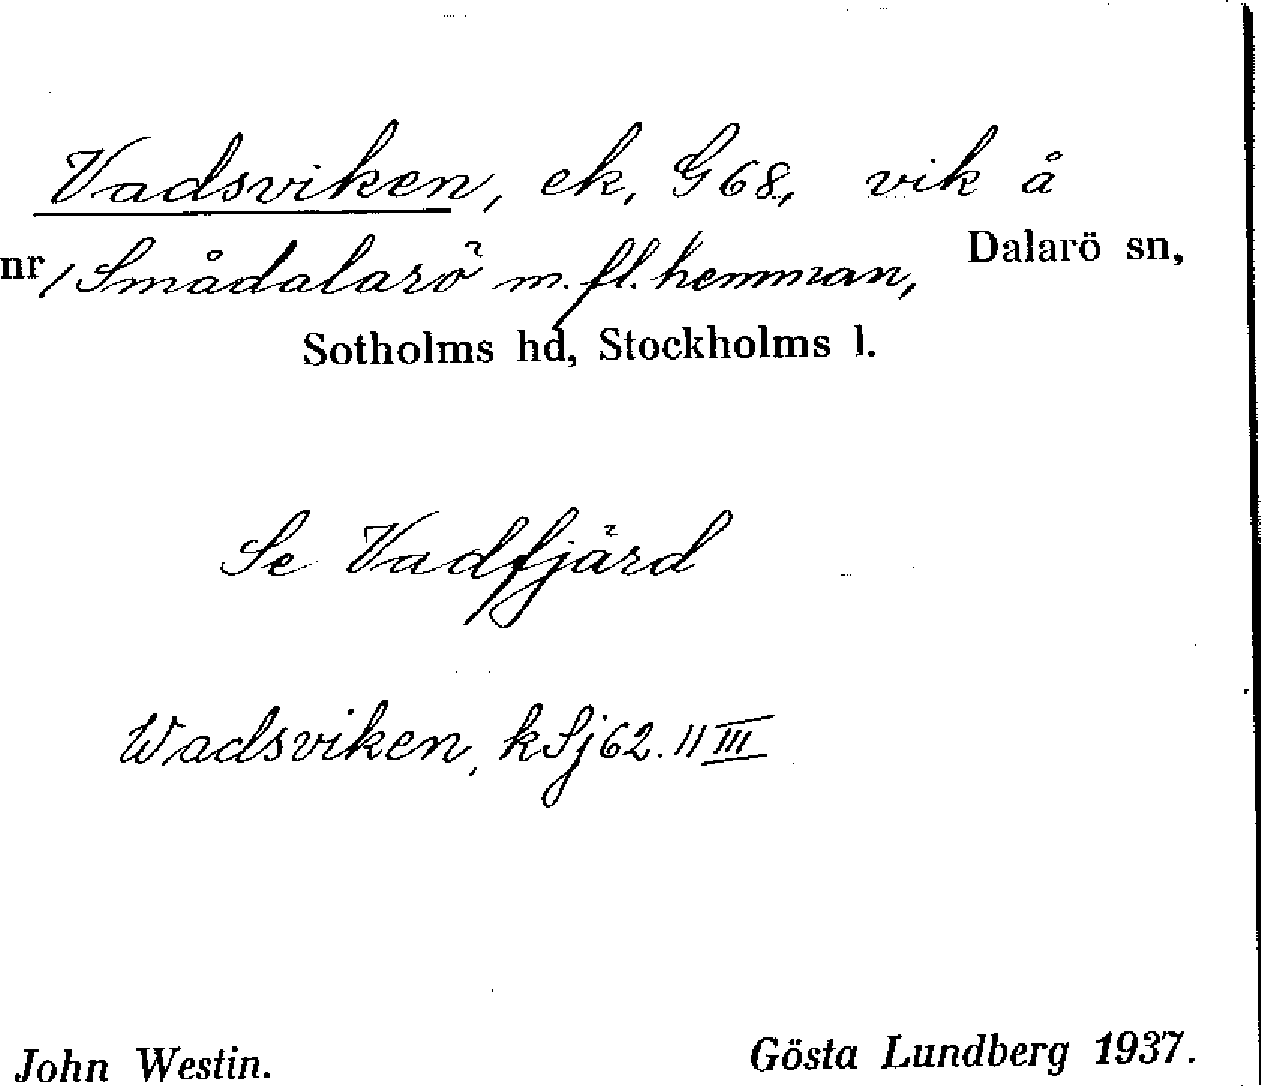 Vadsviken, ek, G68, vik å
nr 1 Smådalarö m. fl. hemman, Dalarö sn,
Sotholms hd, Stockholms l.
Se Vadfjärd
Wadsviken, kSj62. II III
John Westin. Gösta Lundberg 1937.